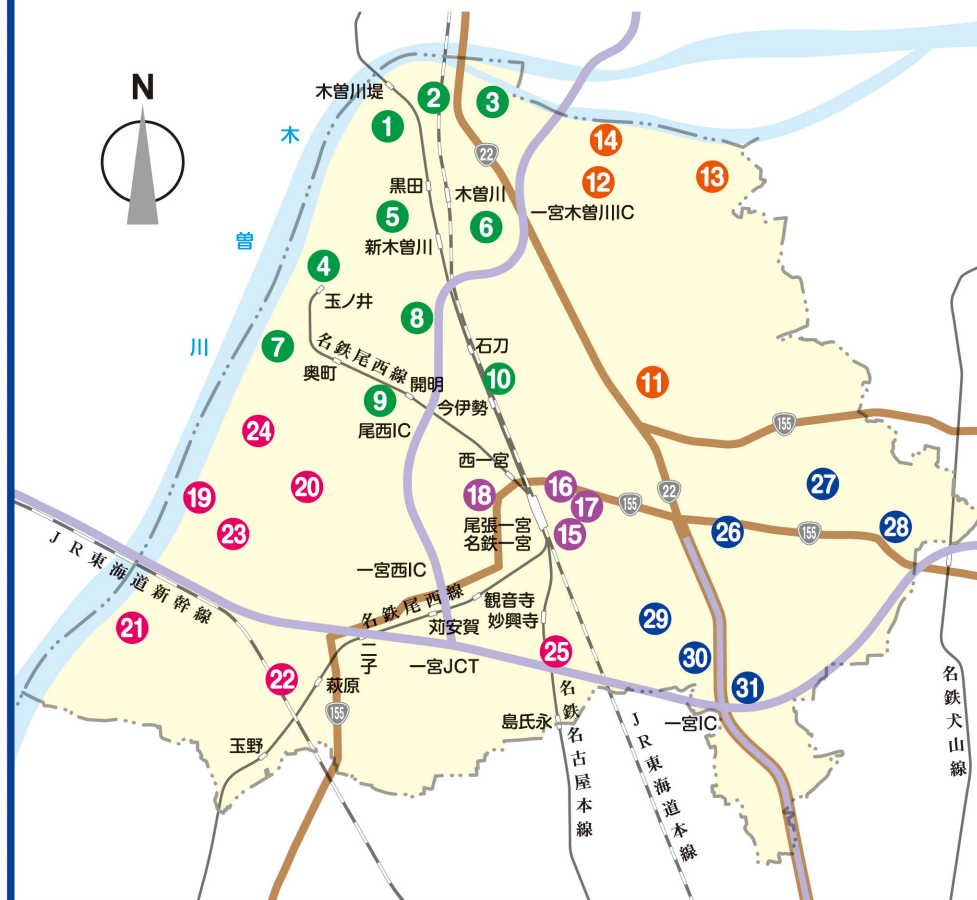 N
木曽川堤
2
3
1
木
22
14
12
13
黒田
木曽川
一宮木曽川IC
5
6
新木曽川
曽
4
玉ノ井
8
川
7
名鉄尾西線
石刀
奥町
開明
10
11
9
今伊勢
尾西IC
155
24
西一宮
20
19
18
16
17
155
22
27
尾張一宮
名鉄一宮
15
26
155
28
23
JR東海道新幹線
一宮西IC
名鉄尾西線
観音寺
妙興寺
苅安賀
29
21
二子
一宮JCT
25
30
22
萩原
31
155
島氏永
一宮IC
玉野
名鉄名古屋本線
JR東海道本線
名鉄犬山線